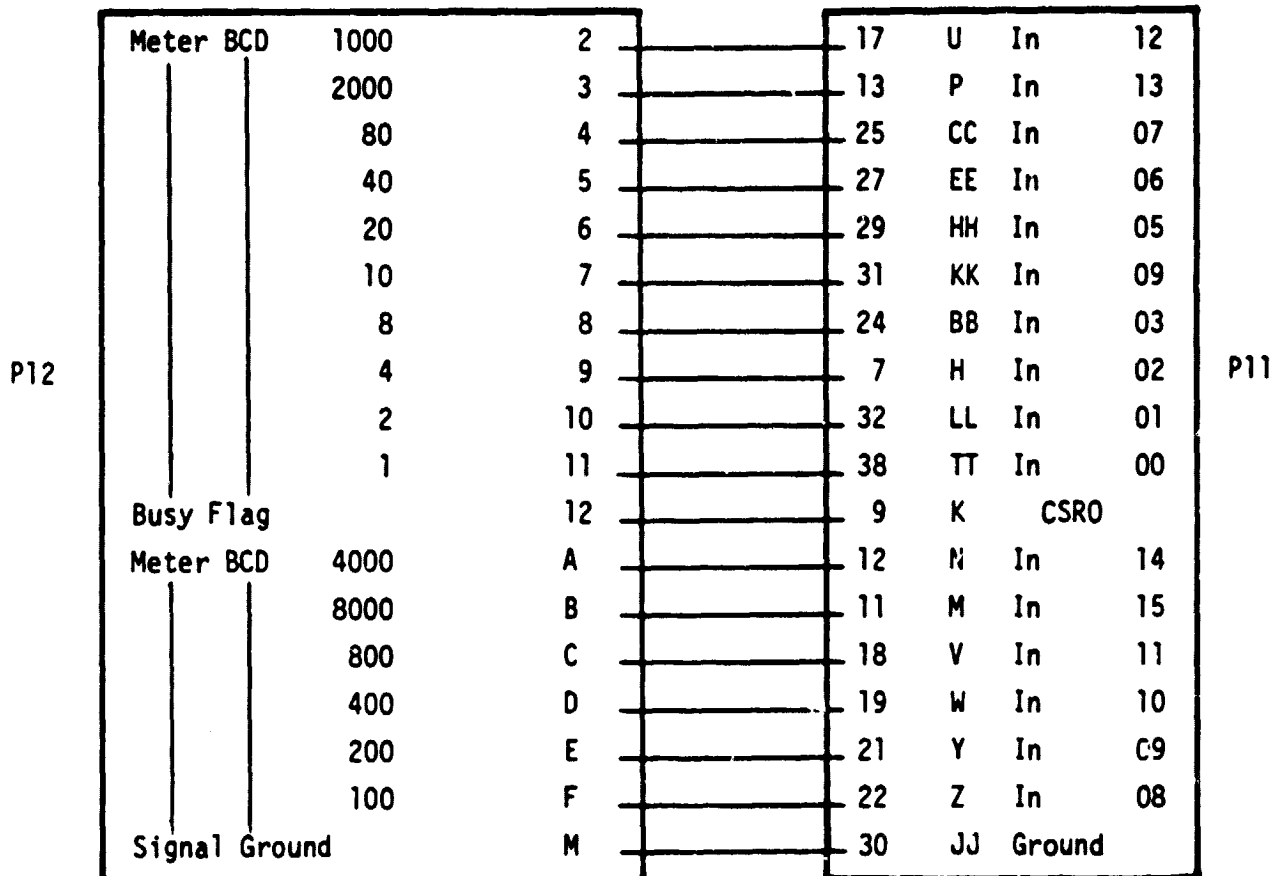 Meter BCD 1000 2 17 U In 12
2000 3 13 P In 13
80 4 25 CC In 07
40 5 27 EE In 06
20 6 29 HH In 05
10 7 31 KK In 09
8 8 24 BB In 03
P12 4 9 7 H In 02 P11
2 10 32 LL In 01
1 11 38 TT In 00
Busy Flag 12 9 K CSR0
Meter BCD 4000 A 12 N In 14
8000 B 11 M In 15
800 C 18 V In 11
400 D 19 W In 10
200 E 21 Y In 09
100 F 22 Z In 08
Signal Ground M 30 JJ Ground